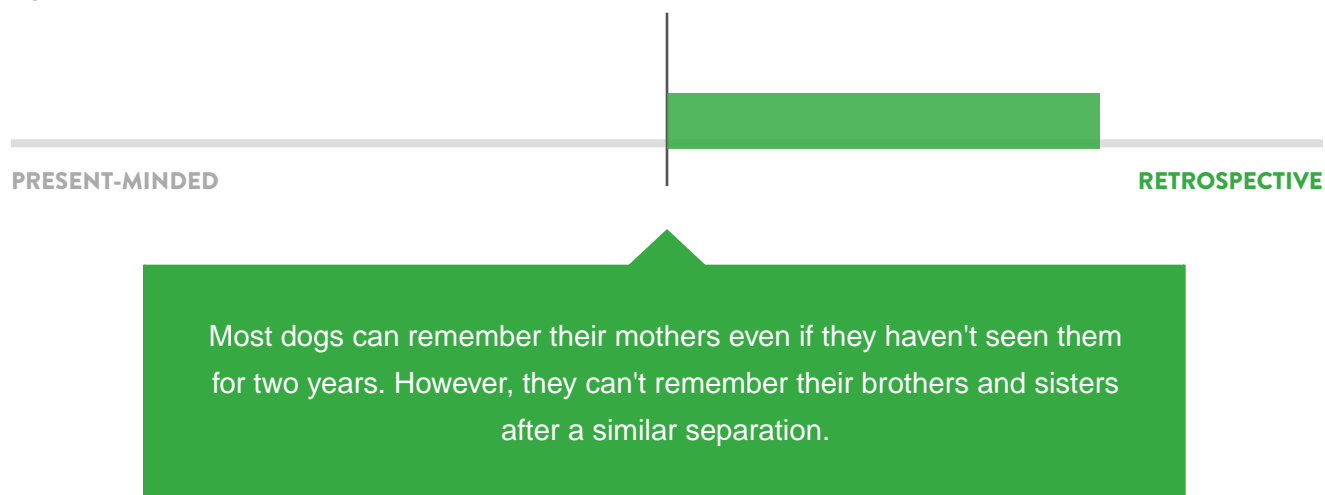 PRESENT-MINDED
RETROSPECTIVE
Most dogs can remember their mothers even if they haven't seen them
for two years. However, they can't remember their brothers and sisters
after a similar separation.